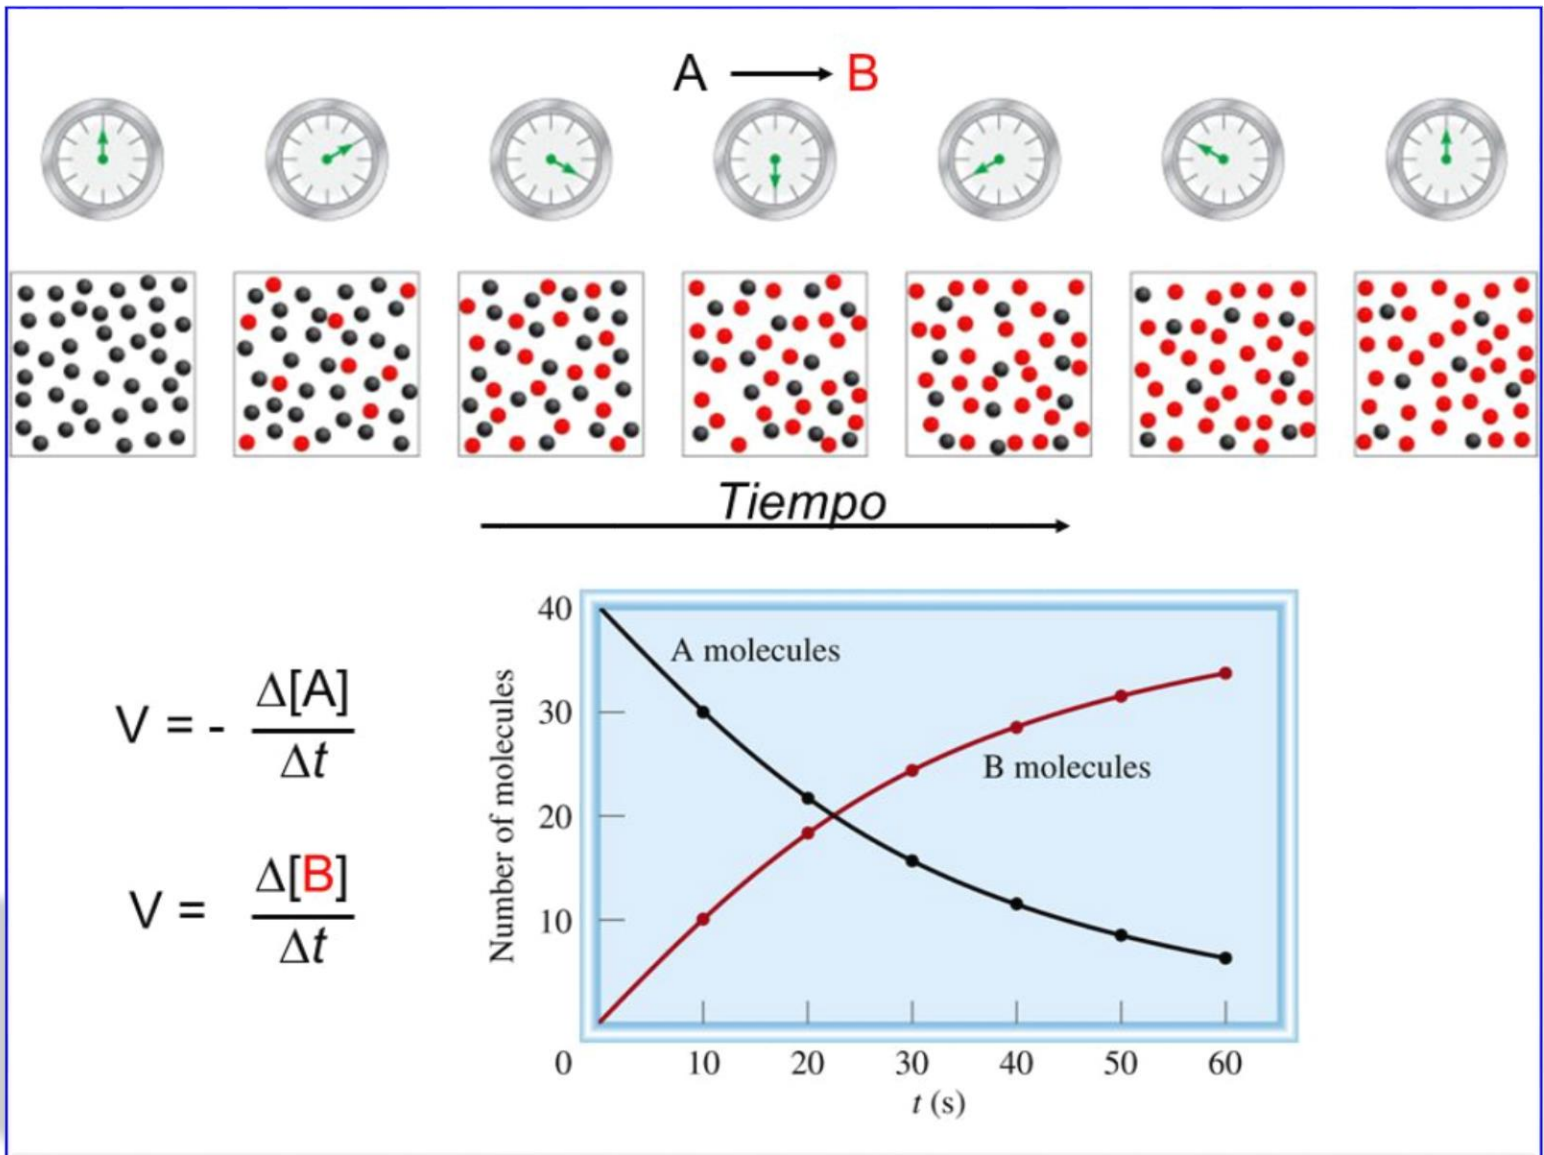 A → B
Tiempo
V = - Δ[A]
Δt
V = Δ[B]
Δt
40
30
20
10
0
Number of molecules
A molecules
B molecules
10 20 30 40 50 60
t (s)